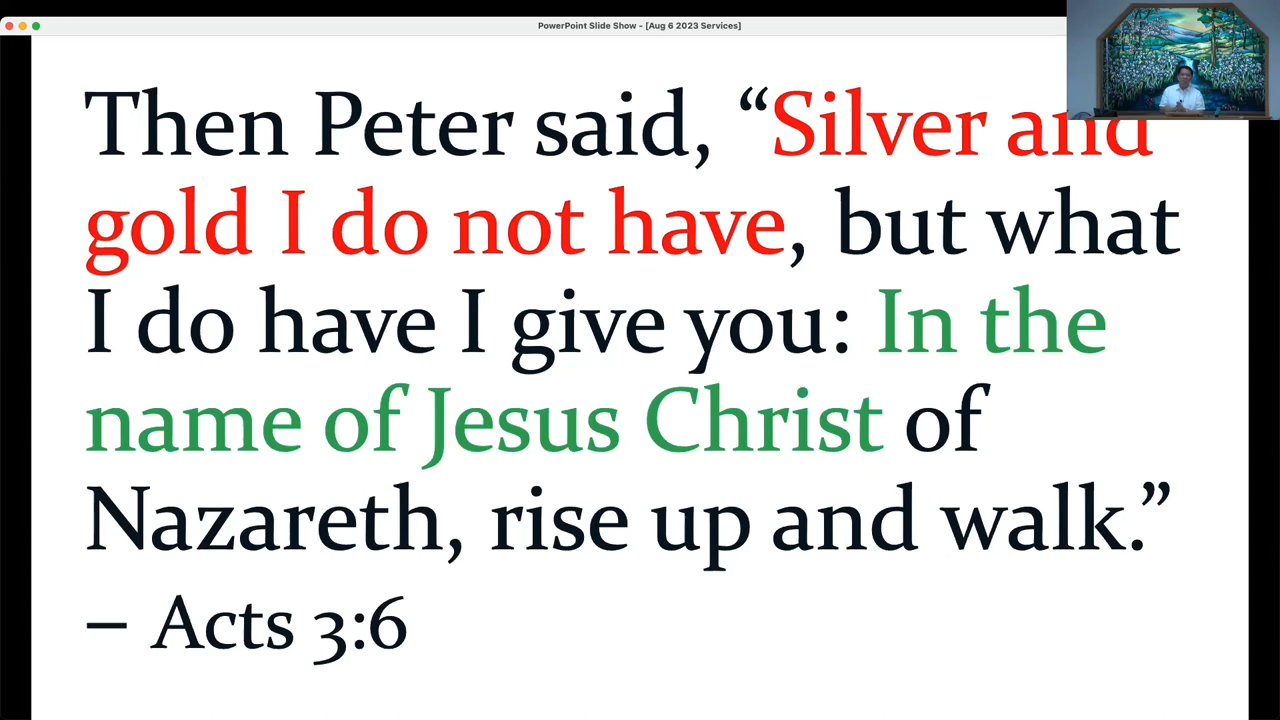 PowerPoint Slide Show - [Aug 6 2023 Services]
Then Peter said, “Silver and
gold I do not have, but what
I do have I give you: In the
name of Jesus Christ of
Nazareth, rise up and walk.”
– Acts 3:6